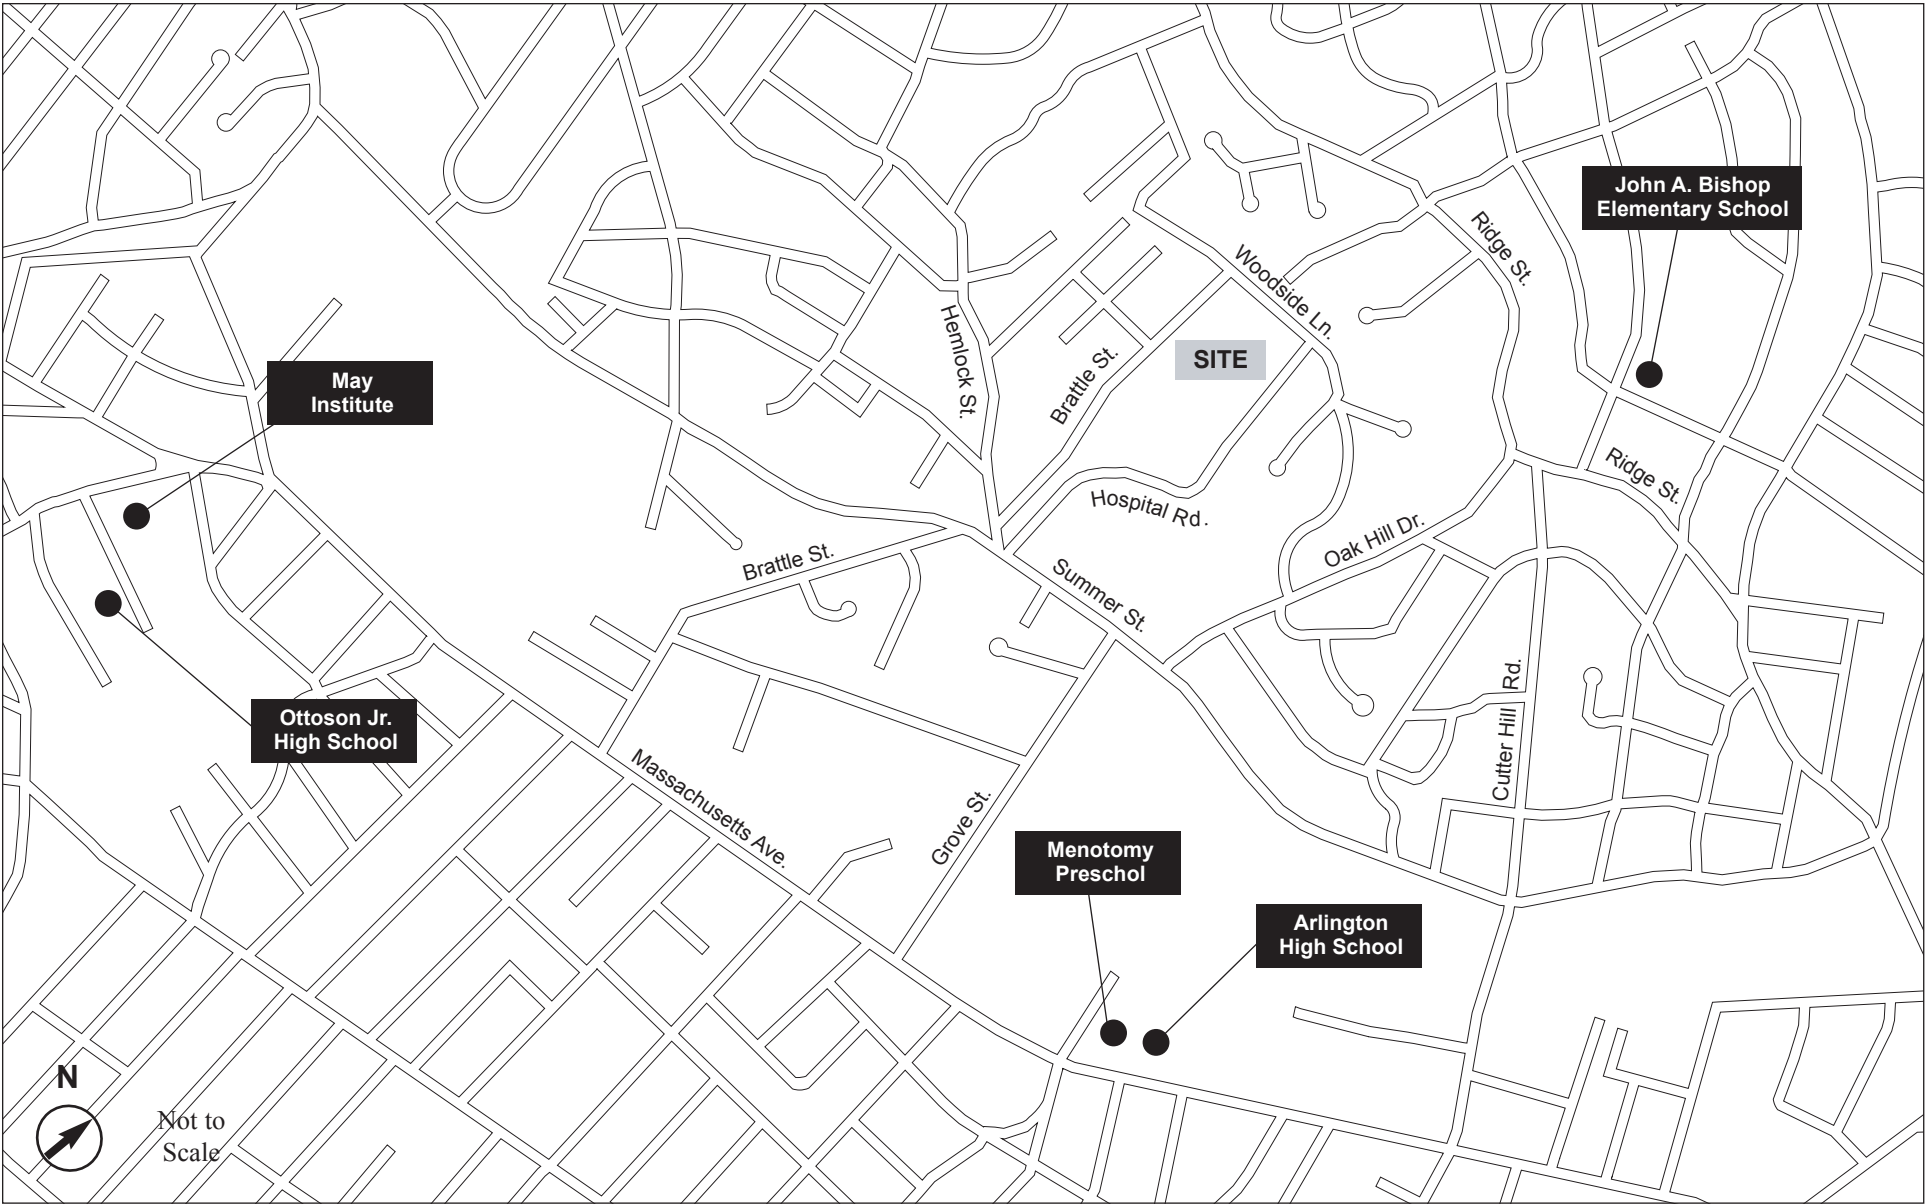 John A. Bishop
Elementary School
Ridge St.
Woodside Ln.
Hemlock St.
SITE
Brattle St.
May
Institute
Ridge St.
Hospital Rd.
Oak Hill Dr.
Brattle St.
Summer St.
Cutter Hill Rd.
Ottoson Jr.
High School
Massachusetts Ave.
Grove St.
Menotomy
Preschol
Arlington
High School
N
Not to
Scale